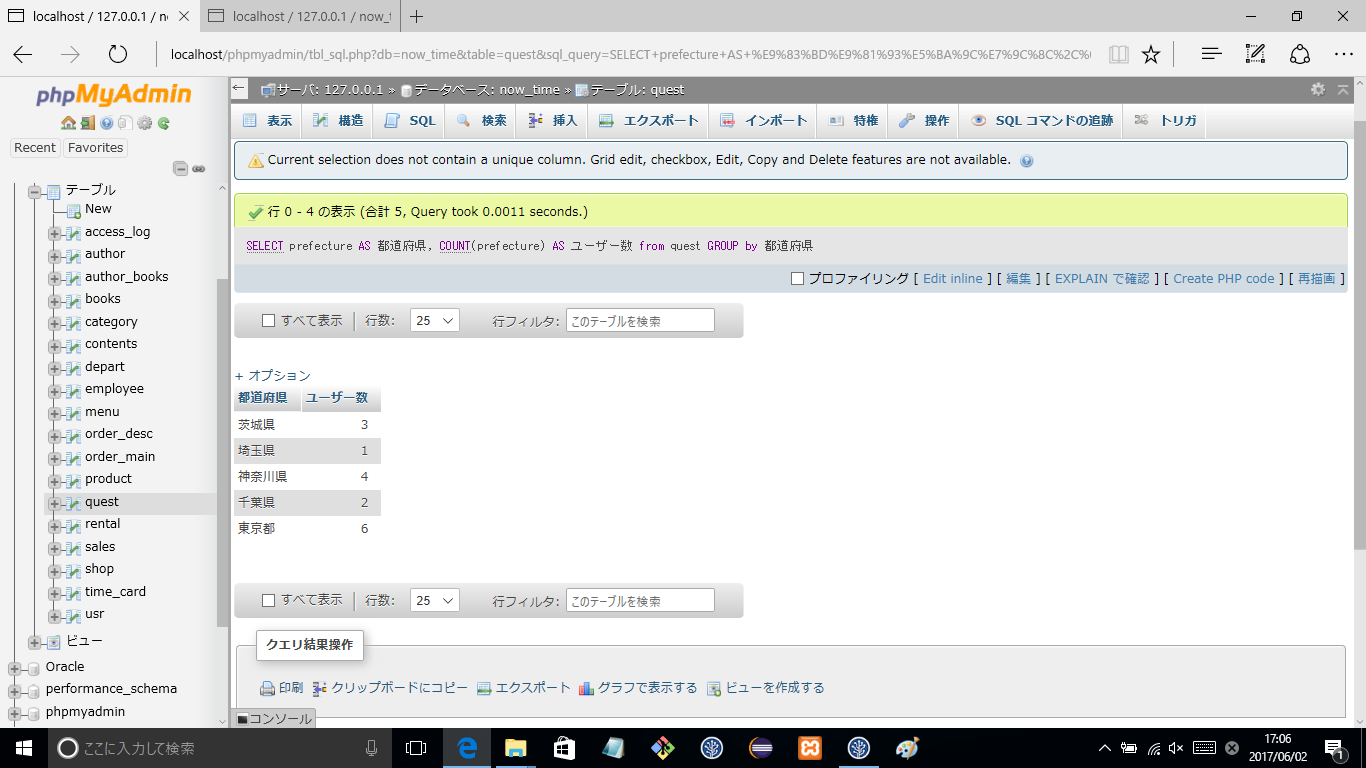 localhost / 127.0.0.1 / no
localhost / 127.0.0.1 / now_t
localhost/phpmyadmin/tbl_sql.php?db=now_time&table=quest&sql_query=SELECT+prefecture+AS+%E9%83%BD%E9%81%93%E5%BA%9C%E7%9C%8C%2C%
phpMyAdmin
Recent Favorites
テーブル
New
access_log
author
author_books
books
category
contents
depart
employee
menu
order_desc
order_main
product
quest
rental
sales
shop
time_card
usr
ビュー
Oracle
performance_schema
phpmyadmin
サーバ: 127.0.0.1 » データベース: now_time » テーブル: quest
表示 構造 SQL 検索 挿入 エクスポート インポート 特権 操作 SQL コマンドの追跡 トリガ
Current selection does not contain a unique column. Grid edit, checkbox, Edit, Copy and Delete features are not available.
行 0 - 4 の表示 (合計 5, Query took 0.0011 seconds.)
SELECT prefecture AS 都道府県, COUNT(prefecture) AS ユーザー数 from quest GROUP by 都道府県
プロファイリング [ Edit inline ] [ 編集 ] [ EXPLAIN で確認 ] [ Create PHP code ] [ 再描画 ]
すべて表示 行数: 25 行フィルタ: このテーブルを検索
+ オプション
都道府県 ユーザー数
茨城県 3
埼玉県 1
神奈川県 4
千葉県 2
東京都 6
すべて表示 行数: 25 行フィルタ: このテーブルを検索
クエリ結果操作
印刷 クリップボードにコピー エクスポート グラフで表示する ビューを作成する
コンソール
ここに入力して検索
17:06
2017/06/02
1